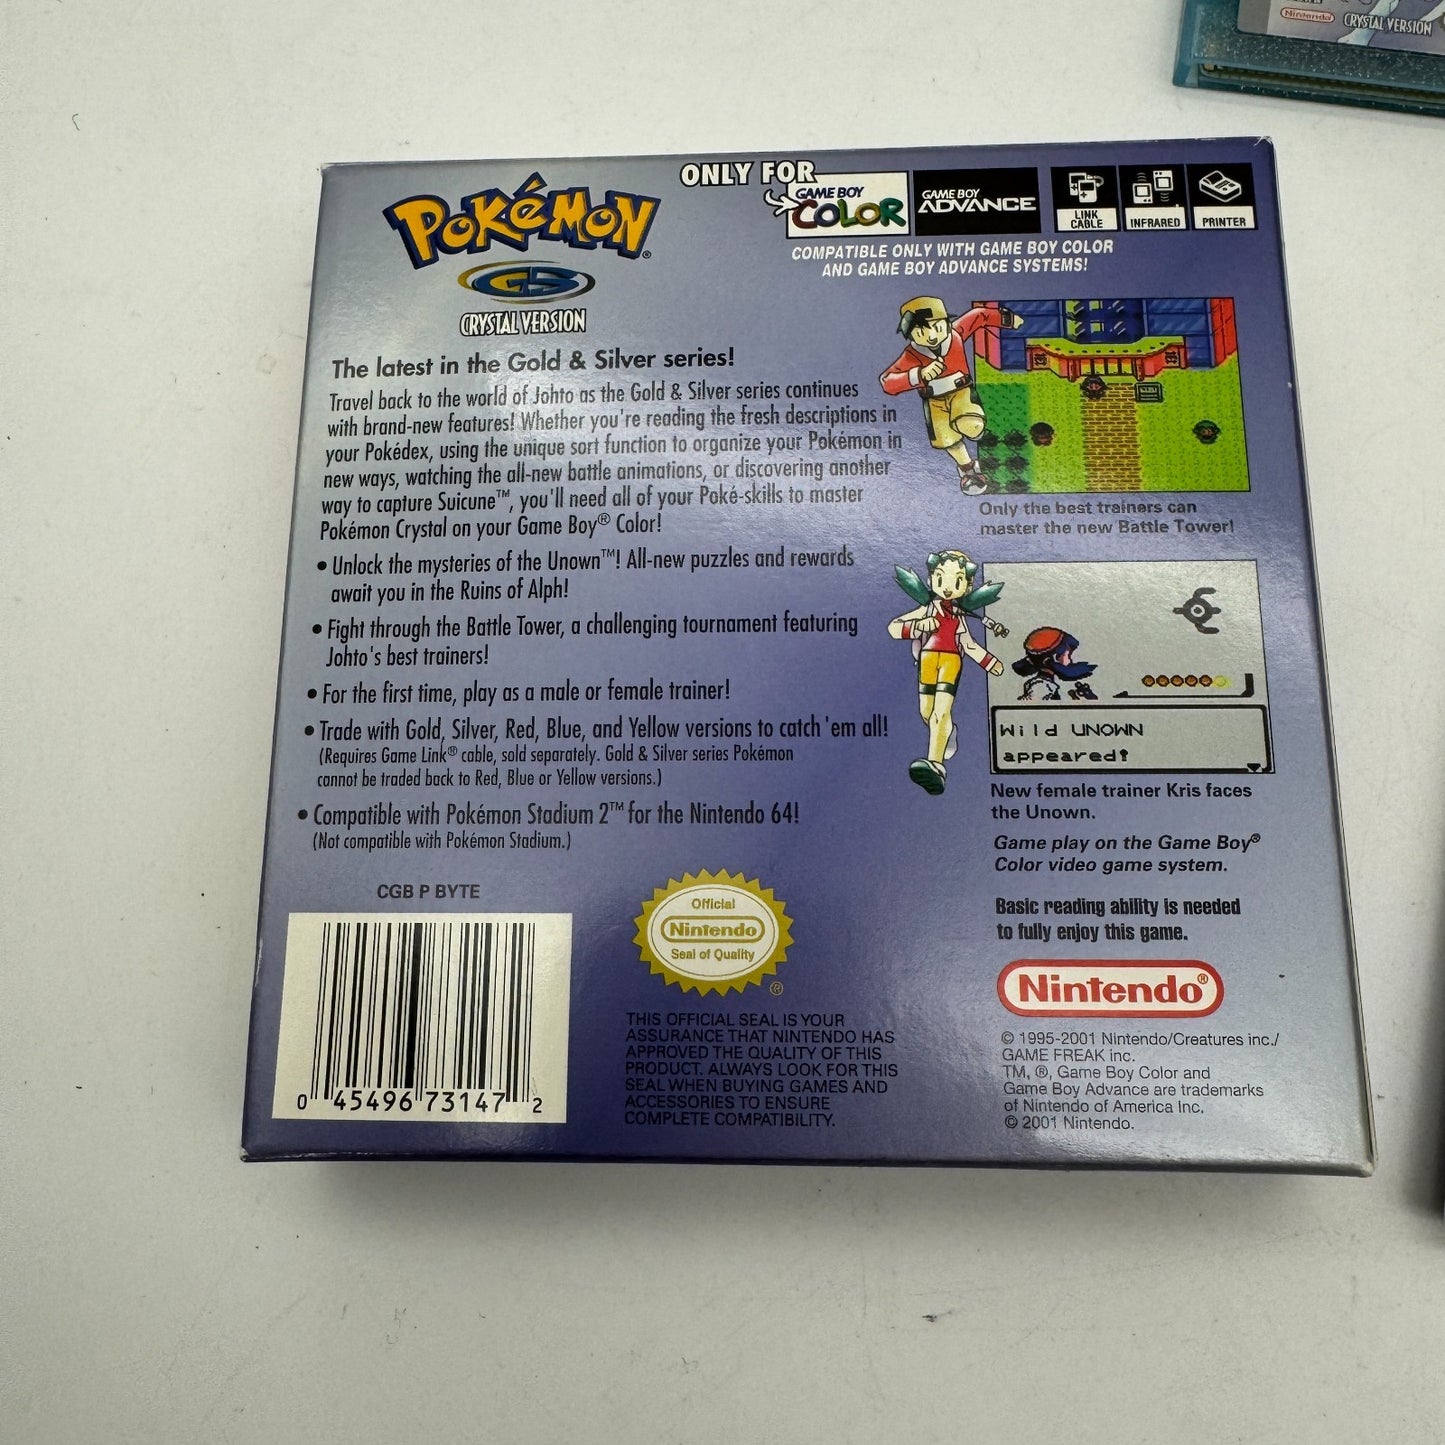 Nintendo CRYSTAL VERSION
POKéMON
GS
CRYSTAL VERSION
ONLY FOR
GAME BOY COLOR
GAME BOY ADVANCE
LINK CABLE
INFRARED
PRINTER
COMPATIBLE ONLY WITH GAME BOY COLOR
AND GAME BOY ADVANCE SYSTEMS!
The latest in the Gold & Silver series!
Travel back to the world of Johto as the Gold & Silver series continues
with brand-new features! Whether you're reading the fresh descriptions in
your Pokédex, using the unique sort function to organize your Pokémon in
new ways, watching the all-new battle animations, or discovering another
way to capture Suicune™, you'll need all of your Poké-skills to master
Pokémon Crystal on your Game Boy® Color!
• Unlock the mysteries of the Unown™! All-new puzzles and rewards
await you in the Ruins of Alph!
• Fight through the Battle Tower, a challenging tournament featuring
Johto's best trainers!
• For the first time, play as a male or female trainer!
• Trade with Gold, Silver, Red, Blue, and Yellow versions to catch 'em all!
(Requires Game Link® cable, sold separately. Gold & Silver series Pokémon
cannot be traded back to Red, Blue or Yellow versions.)
• Compatible with Pokémon Stadium 2™ for the Nintendo 64!
(Not compatible with Pokémon Stadium.)
Only the best trainers can
master the new Battle Tower!
Wild UNOWN
appeared!
New female trainer Kris faces
the Unown.
Game play on the Game Boy®
Color video game system.
Basic reading ability is needed
to fully enjoy this game.
CGB P BYTE
0 45496 73147 2
Official
Nintendo
Seal of Quality
®
THIS OFFICIAL SEAL IS YOUR
ASSURANCE THAT NINTENDO HAS
APPROVED THE QUALITY OF THIS
PRODUCT. ALWAYS LOOK FOR THIS
SEAL WHEN BUYING GAMES AND
ACCESSORIES TO ENSURE
COMPLETE COMPATIBILITY.
Nintendo®
© 1995-2001 Nintendo/Creatures inc./
GAME FREAK inc.
TM, ®, Game Boy Color and
Game Boy Advance are trademarks
of Nintendo of America Inc.
© 2001 Nintendo.